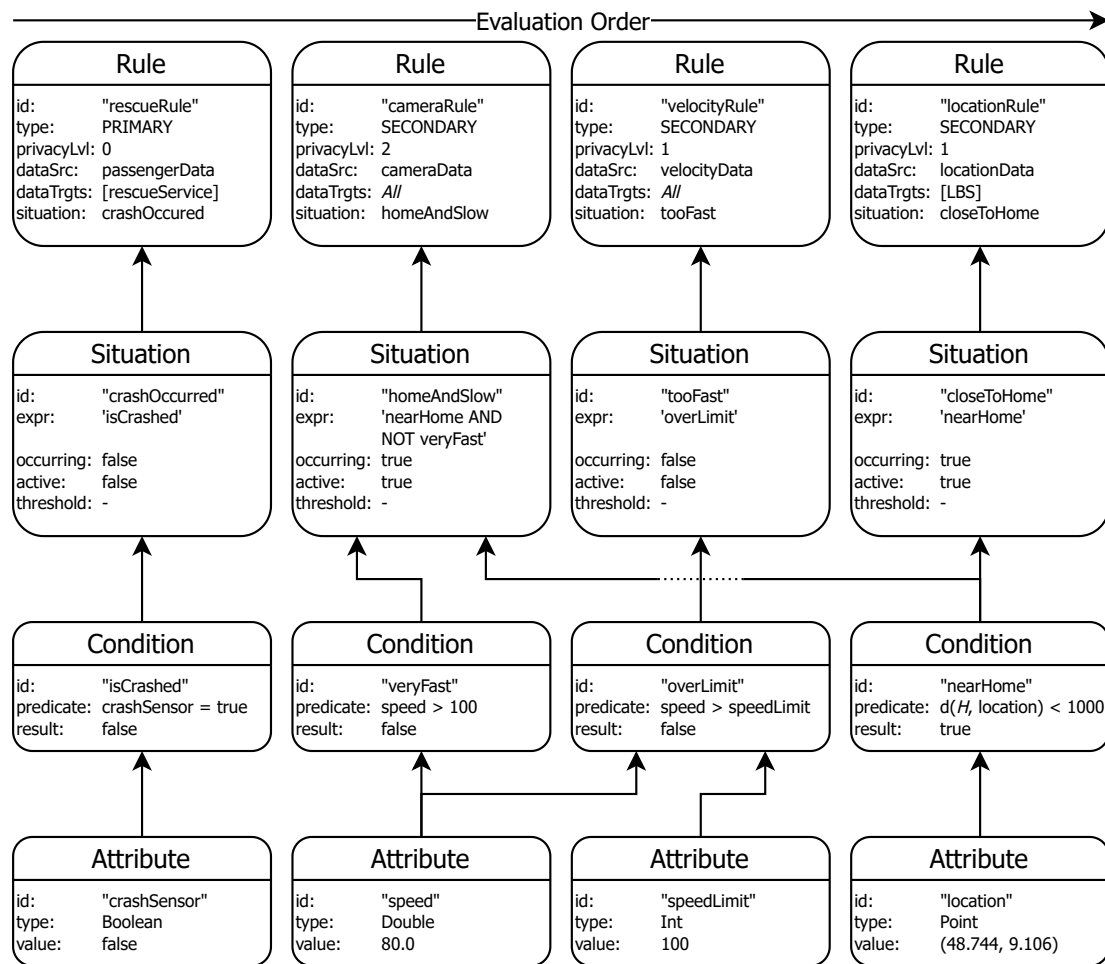 Evaluation Order
Rule
id: "rescueRule"
type: PRIMARY
privacyLvl: 0
dataSrc: passengerData
dataTrgts: [rescueService]
situation: crashOccured
Rule
id: "cameraRule"
type: SECONDARY
privacyLvl: 2
dataSrc: cameraData
dataTrgts: All
situation: homeAndSlow
Rule
id: "velocityRule"
type: SECONDARY
privacyLvl: 1
dataSrc: velocityData
dataTrgts: All
situation: tooFast
Rule
id: "locationRule"
type: SECONDARY
privacyLvl: 1
dataSrc: locationData
dataTrgts: [LBS]
situation: closeToHome
Situation
id: "crashOccurred"
expr: 'isCrashed'
occurring: false
active: false
threshold: -
Situation
id: "homeAndSlow"
expr: 'nearHome AND
NOT veryFast'
occurring: true
active: true
threshold: -
Situation
id: "tooFast"
expr: 'overLimit'
occurring: false
active: false
threshold: -
Situation
id: "closeToHome"
expr: 'nearHome'
occurring: true
active: true
threshold: -
Condition
id: "isCrashed"
predicate: crashSensor = true
result: false
Condition
id: "veryFast"
predicate: speed > 100
result: false
Condition
id: "overLimit"
predicate: speed > speedLimit
result: false
Condition
id: "nearHome"
predicate: d(H, location) < 1000
result: true
Attribute
id: "crashSensor"
type: Boolean
value: false
Attribute
id: "speed"
type: Double
value: 80.0
Attribute
id: "speedLimit"
type: Int
value: 100
Attribute
id: "location"
type: Point
value: (48.744, 9.106)